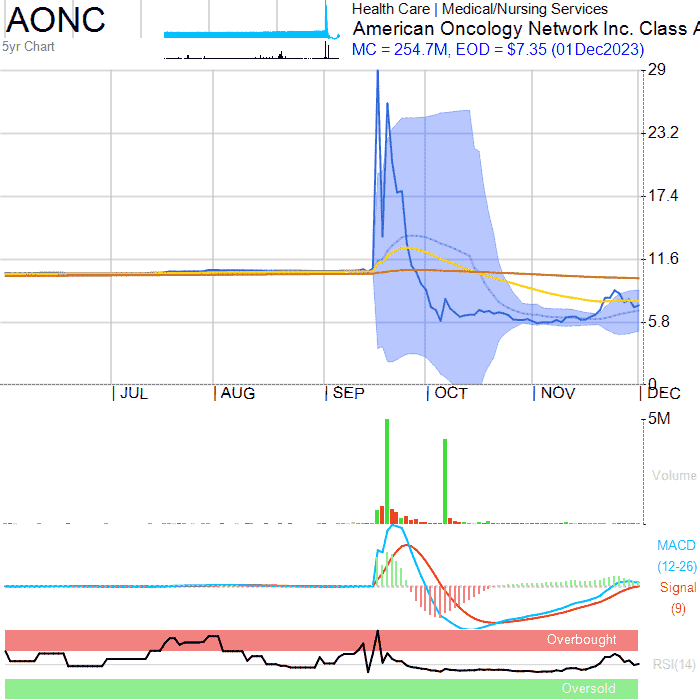 AONC
5yr Chart
Health Care | Medical/Nursing Services
American Oncology Network Inc. Class A
MC = 254.7M, EOD = $7.35 (01Dec2023)
29
23.2
17.4
11.6
5.8
0
JUL
AUG
SEP
OCT
NOV
DEC
5M
Volume
MACD
(12-26)
Signal
(9)
Overbought
RSI(14)
Oversold